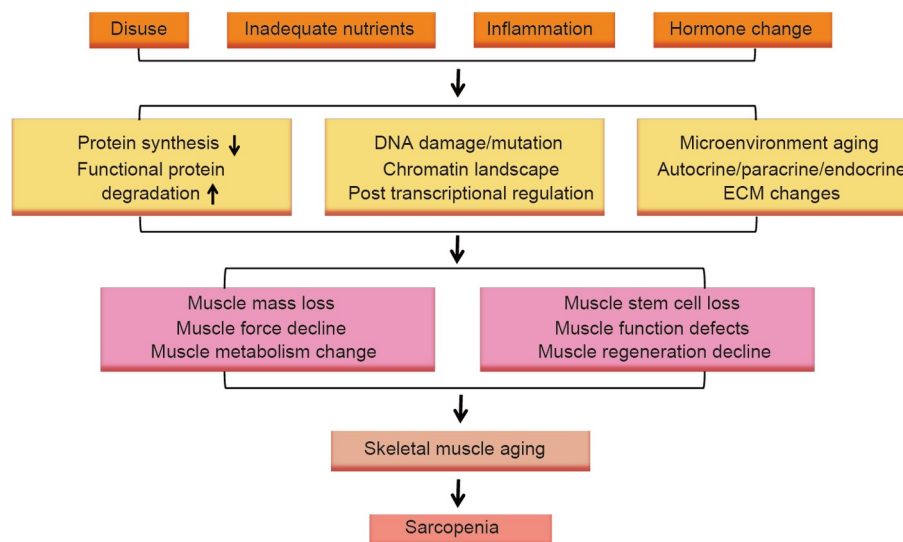 Disuse
Inadequate nutrients
Inflammation
Hormone change
Protein synthesis ↓
Functional protein
degradation ↑
DNA damage/mutation
Chromatin landscape
Post transcriptional regulation
Microenvironment aging
Autocrine/paracrine/endocrine
ECM changes
Muscle mass loss
Muscle force decline
Muscle metabolism change
Muscle stem cell loss
Muscle function defects
Muscle regeneration decline
Skeletal muscle aging
Sarcopenia